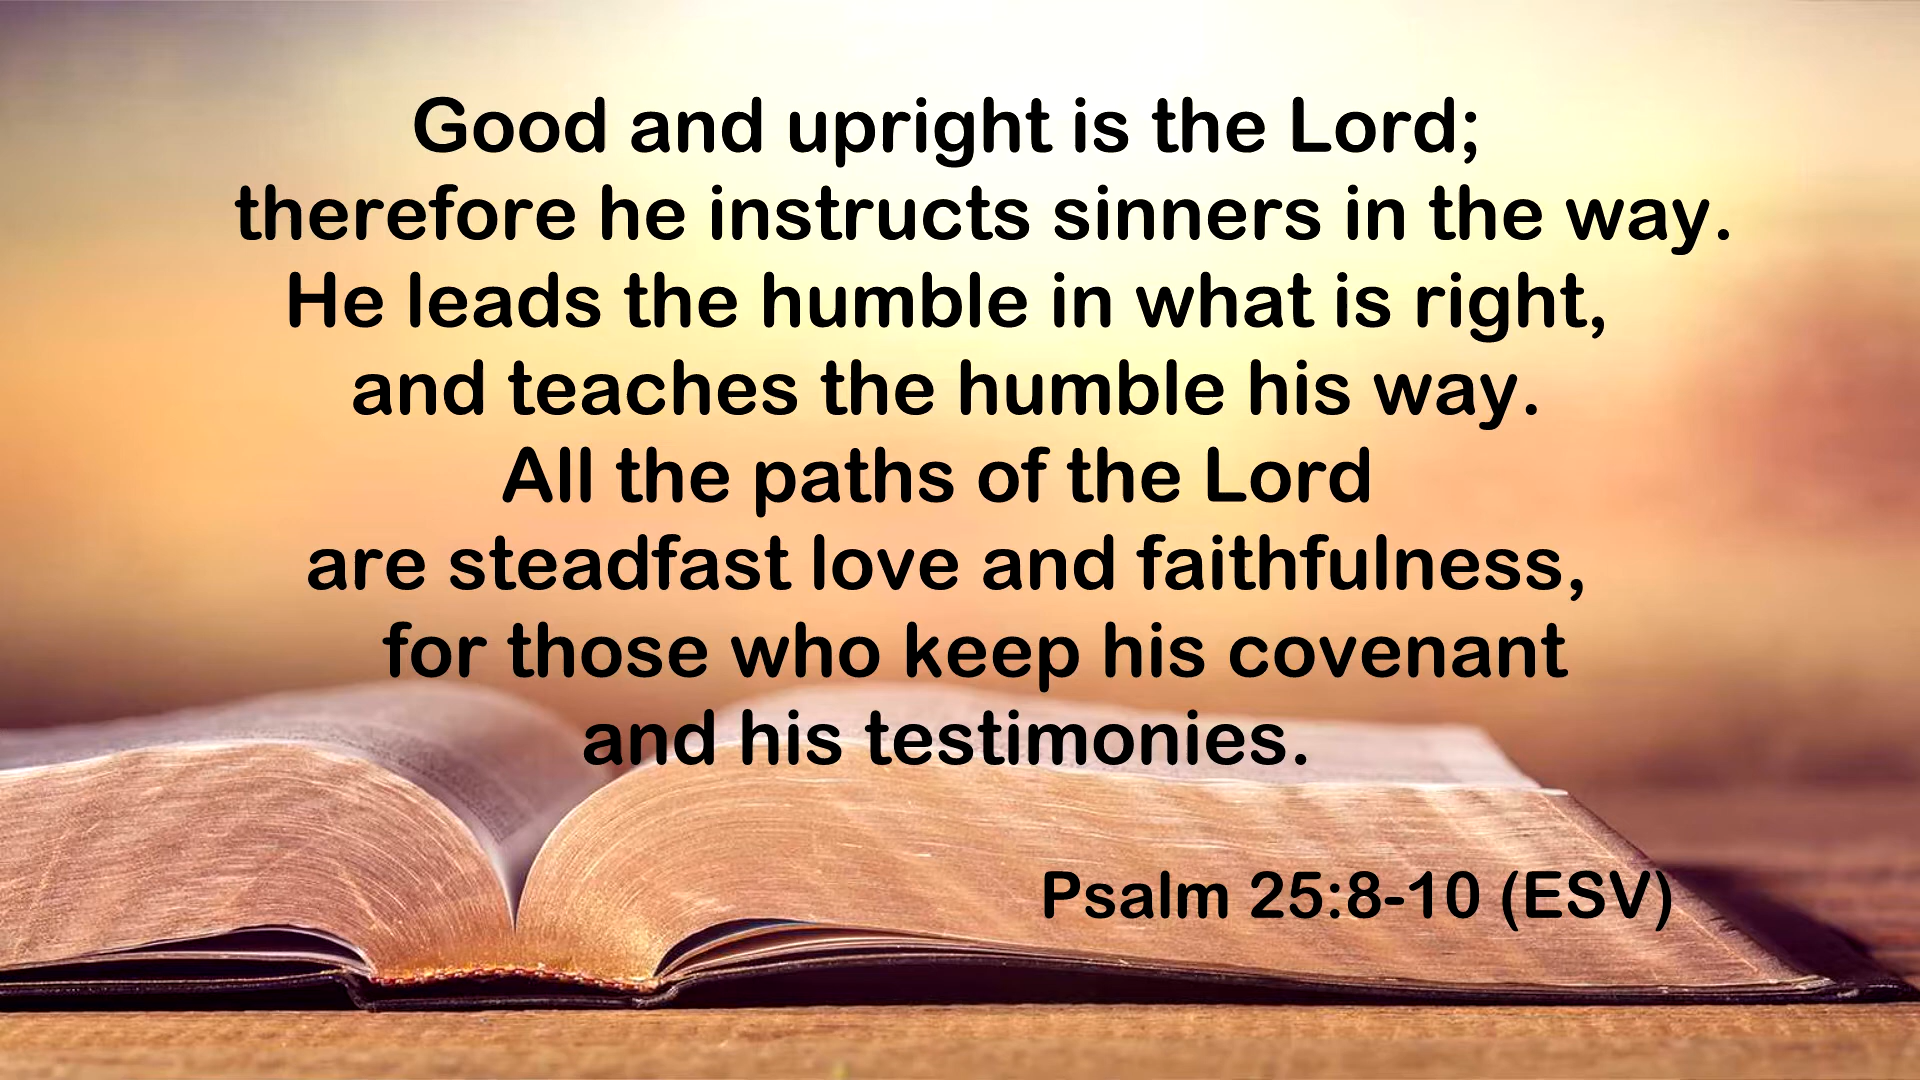 Good and upright is the Lord;
therefore he instructs sinners in the way.
He leads the humble in what is right,
and teaches the humble his way.
All the paths of the Lord
are steadfast love and faithfulness,
for those who keep his covenant
and his testimonies.
Psalm 25:8-10 (ESV)